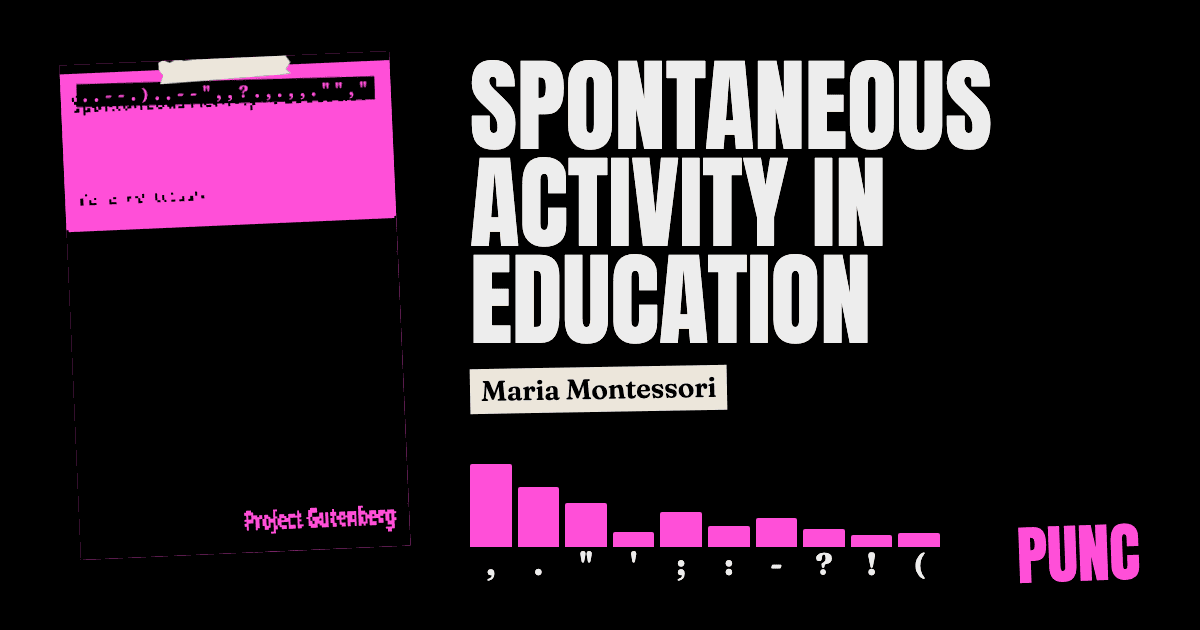 ..--.)..--",,?.,.,,."","
Project Gutenberg
SPONTANEOUS
ACTIVITY IN
EDUCATION
Maria Montessori
, . " ' ; : - ? ! (
PUNC